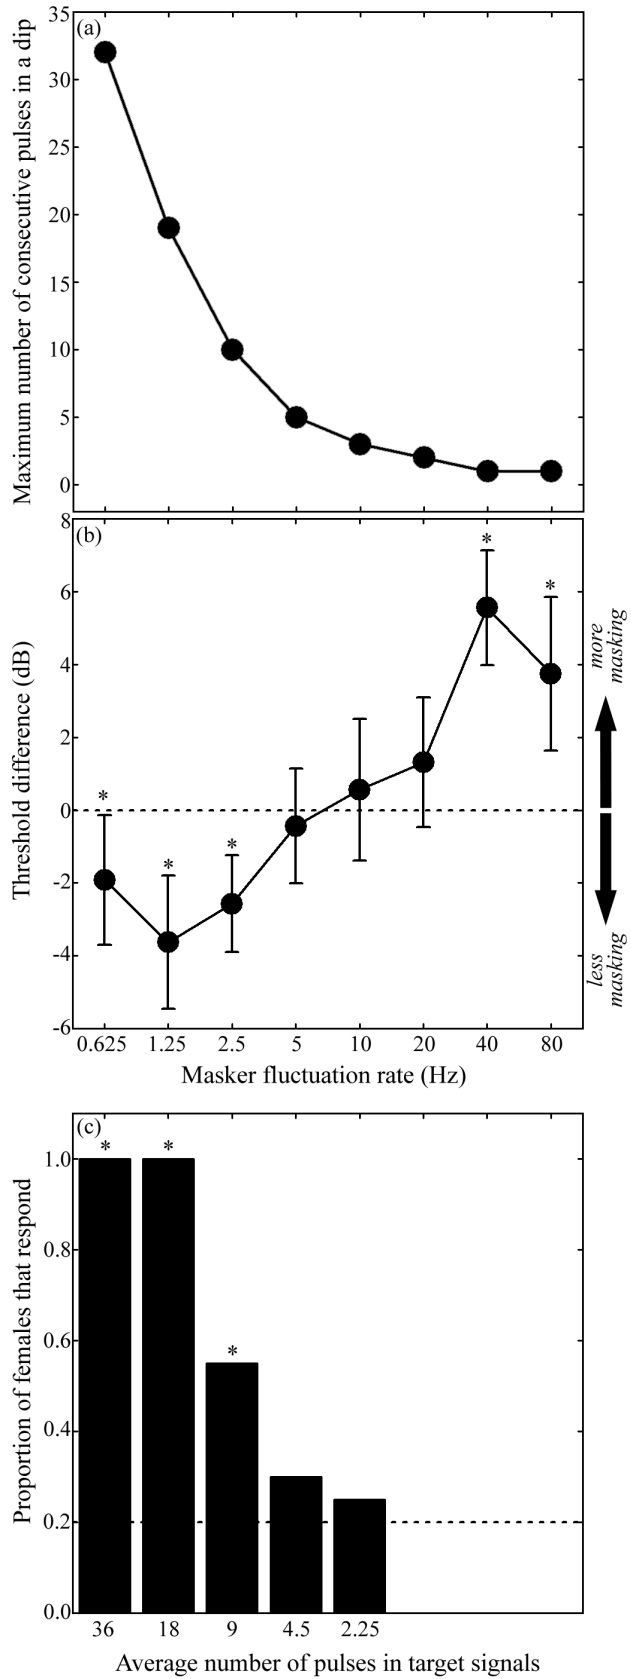 (a)
Maximum number of consecutive pulses in a dip
35
30
25
20
15
10
5
0
(b)
Threshold difference (dB)
8
6
4
2
0
-2
-4
-6
*
*
*
*
*
more
masking
less
masking
0.625 1.25 2.5 5 10 20 40 80
Masker fluctuation rate (Hz)
(c)
Proportion of females that respond
1.0
0.8
0.6
0.4
0.2
0.0
* *
*
36 18 9 4.5 2.25
Average number of pulses in target signals